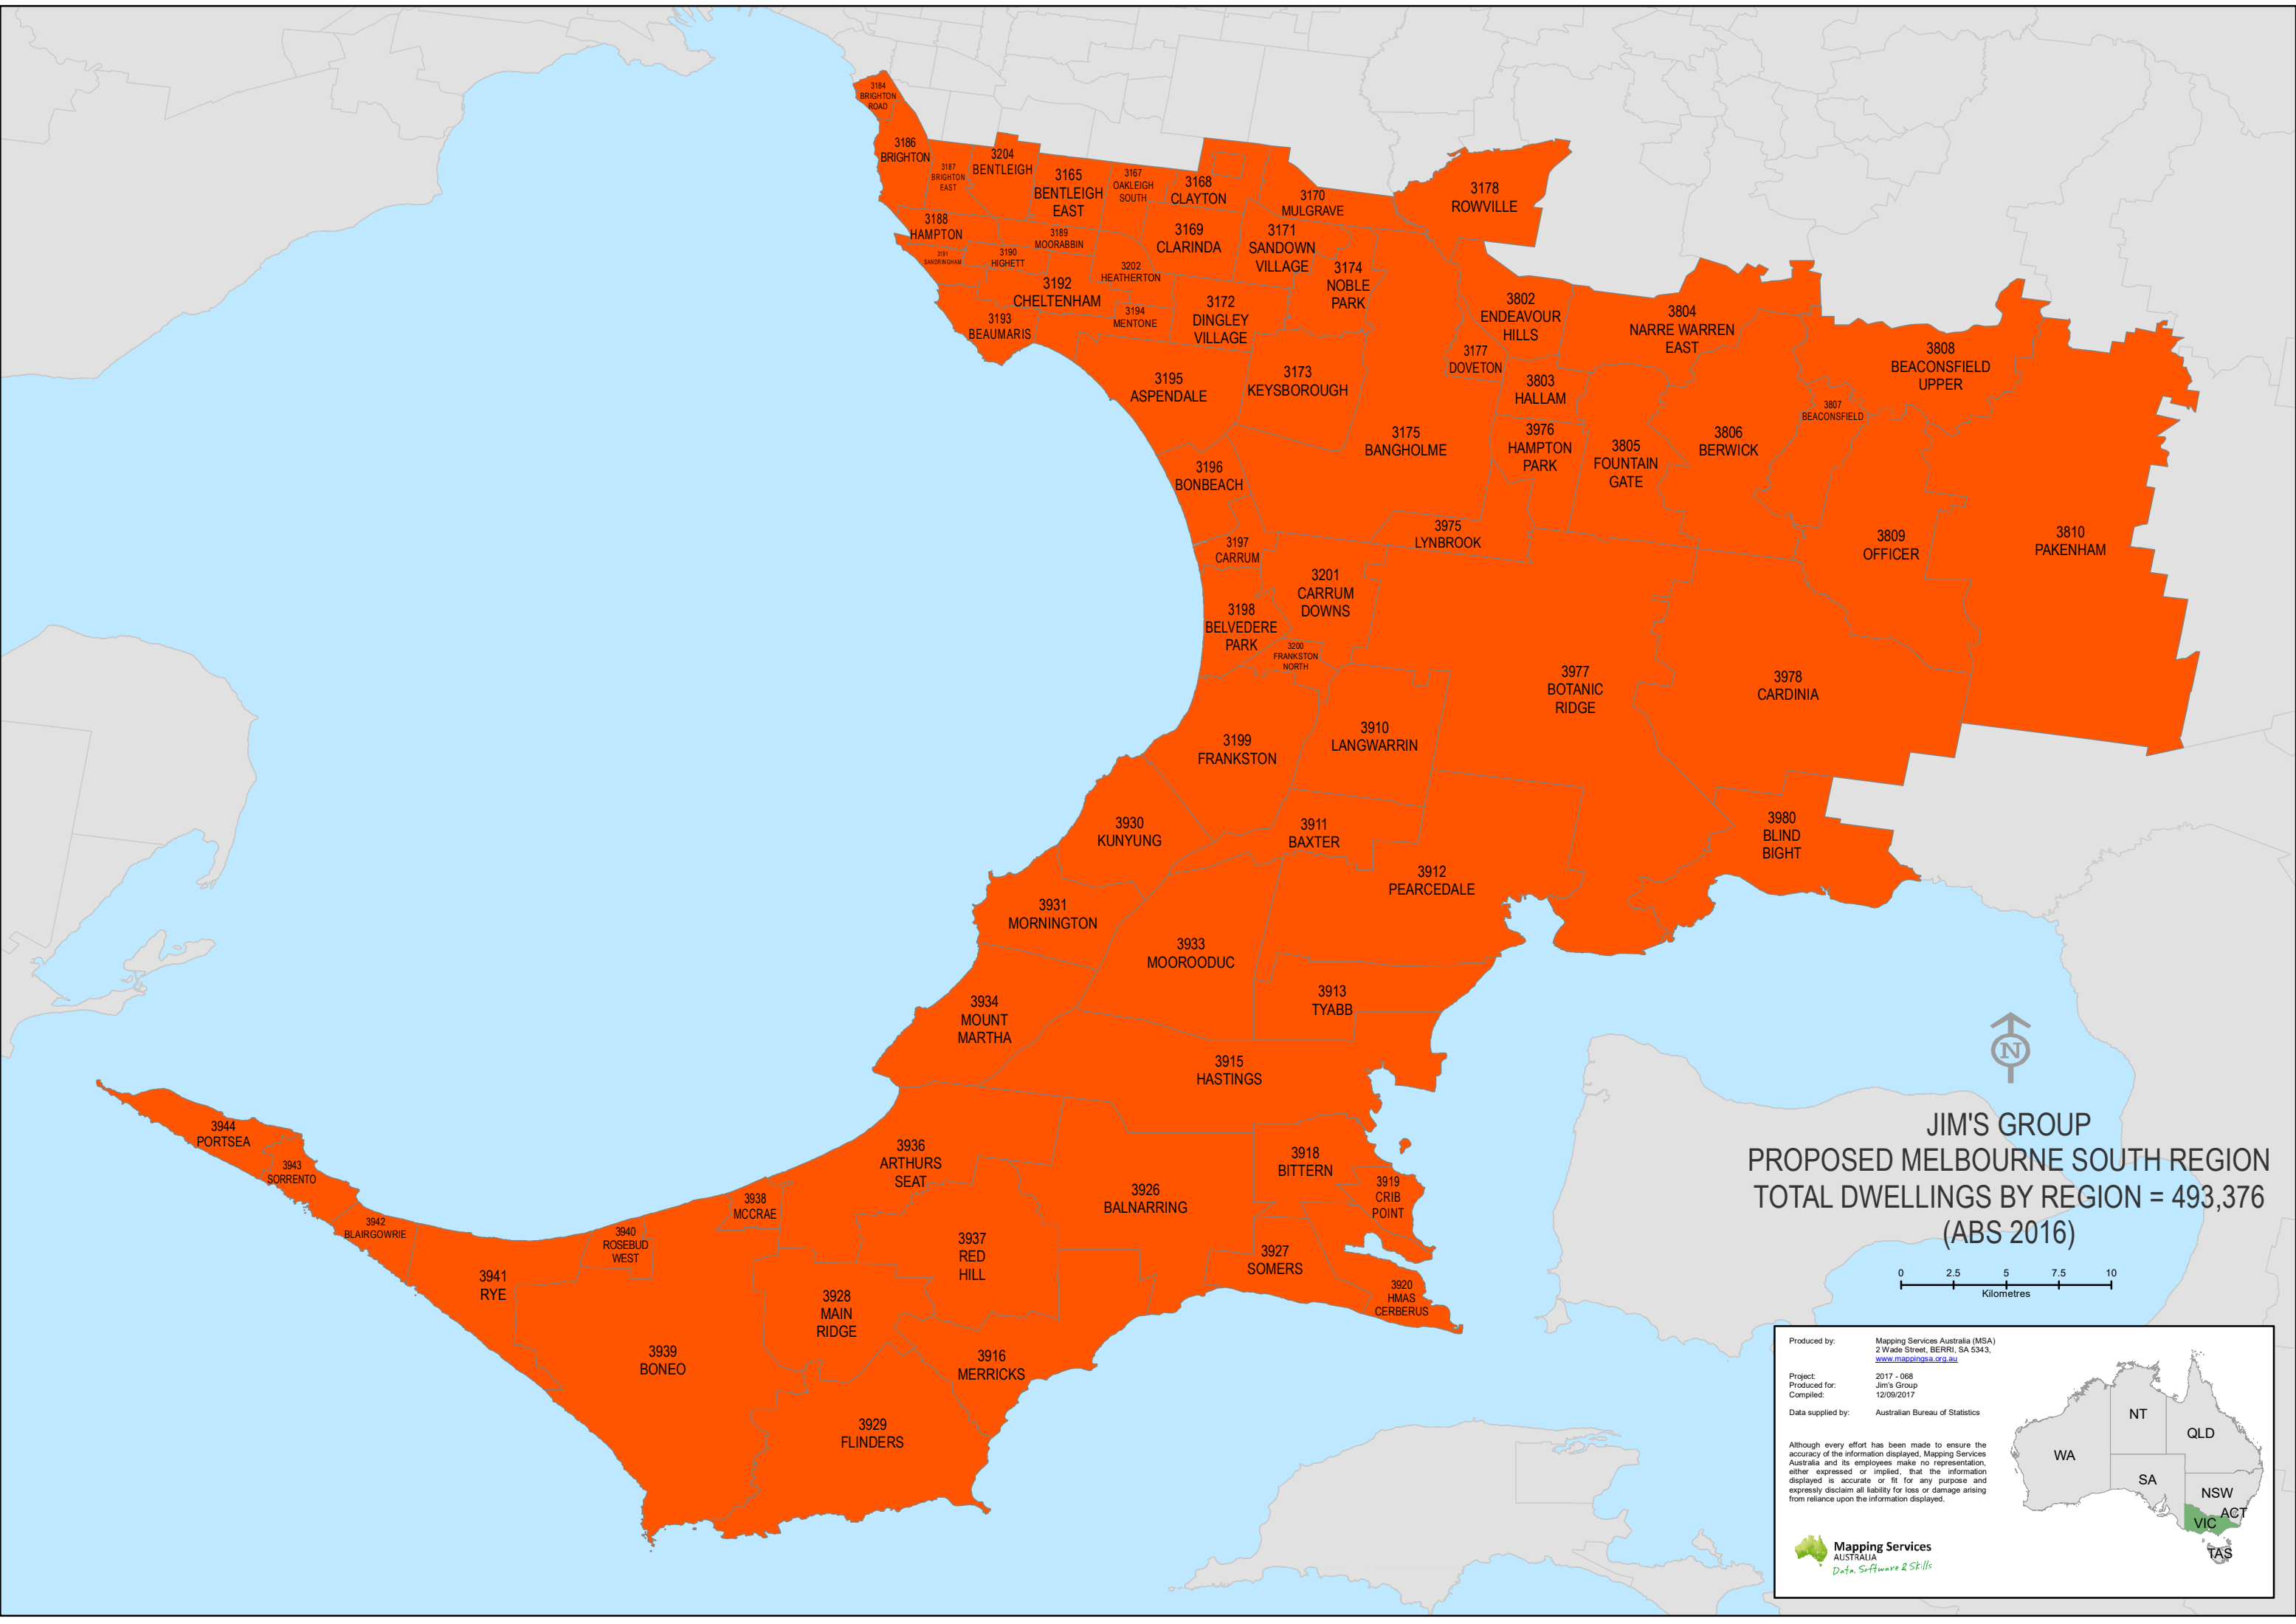 3184
BRIGHTON
ROAD
3186
BRIGHTON
3187
BRIGHTON
EAST
3204
BENTLEIGH
3165
BENTLEIGH
EAST
3167
OAKLEIGH
SOUTH
3168
CLAYTON
3170
MULGRAVE
3178
ROWVILLE
3188
HAMPTON
3189
MOORABBIN
3169
CLARINDA
3171
SANDOWN
VILLAGE
3191
SANDRINGHAM
3190
HIGHETT
3202
HEATHERTON
3174
NOBLE
PARK
3192
CHELTENHAM
3193
BEAUMARIS
3194
MENTONE
3172
DINGLEY
VILLAGE
3802
ENDEAVOUR
HILLS
3804
NARRE WARREN
EAST
3808
BEACONSFIELD
UPPER
3177
DOVETON
3195
ASPENDALE
3173
KEYSBOROUGH
3803
HALLAM
3807
BEACONSFIELD
3175
BANGHOLME
3976
HAMPTON
PARK
3805
FOUNTAIN
GATE
3806
BERWICK
3196
BONBEACH
3975
LYNBROOK
3809
OFFICER
3810
PAKENHAM
3197
CARRUM
3201
CARRUM
DOWNS
3198
BELVEDERE
PARK
3200
FRANKSTON
NORTH
3977
BOTANIC
RIDGE
3978
CARDINIA
3199
FRANKSTON
3910
LANGWARRIN
3930
KUNYUNG
3911
BAXTER
3980
BLIND
BIGHT
3912
PEARCEDALE
3931
MORNINGTON
3933
MOOROODUC
3934
MOUNT
MARTHA
3913
TYABB
3915
HASTINGS
3944
PORTSEA
3943
SORRENTO
3942
BLAIRGOWRIE
3941
RYE
3940
ROSEBUD
WEST
3938
MCCRAE
3936
ARTHURS
SEAT
3926
BALNARRING
3918
BITTERN
3919
CRIB
POINT
3937
RED
HILL
3927
SOMERS
3920
HMAS
CERBERUS
3928
MAIN
RIDGE
3939
BONEO
3916
MERRICKS
3929
FLINDERS
N
JIM'S GROUP
PROPOSED MELBOURNE SOUTH REGION
TOTAL DWELLINGS BY REGION = 493,376
(ABS 2016)
0 2.5 5 7.5 10
Kilometres
Produced by: Mapping Services Australia (MSA)
2 Wade Street, BERRI, SA 5343,
www.mappingsa.org.au
Project: 2017 - 068
Produced for: Jim's Group
Compiled: 12/09/2017
Data supplied by: Australian Bureau of Statistics
Although every effort has been made to ensure the
accuracy of the information displayed, Mapping Services
Australia and its employees make no representation,
either expressed or implied, that the information
displayed is accurate or fit for any purpose and
expressly disclaim all liability for loss or damage arising
from reliance upon the information displayed.
Mapping Services
AUSTRALIA
Data, Software & Skills
WA
NT
QLD
SA
NSW
ACT
VIC
TAS